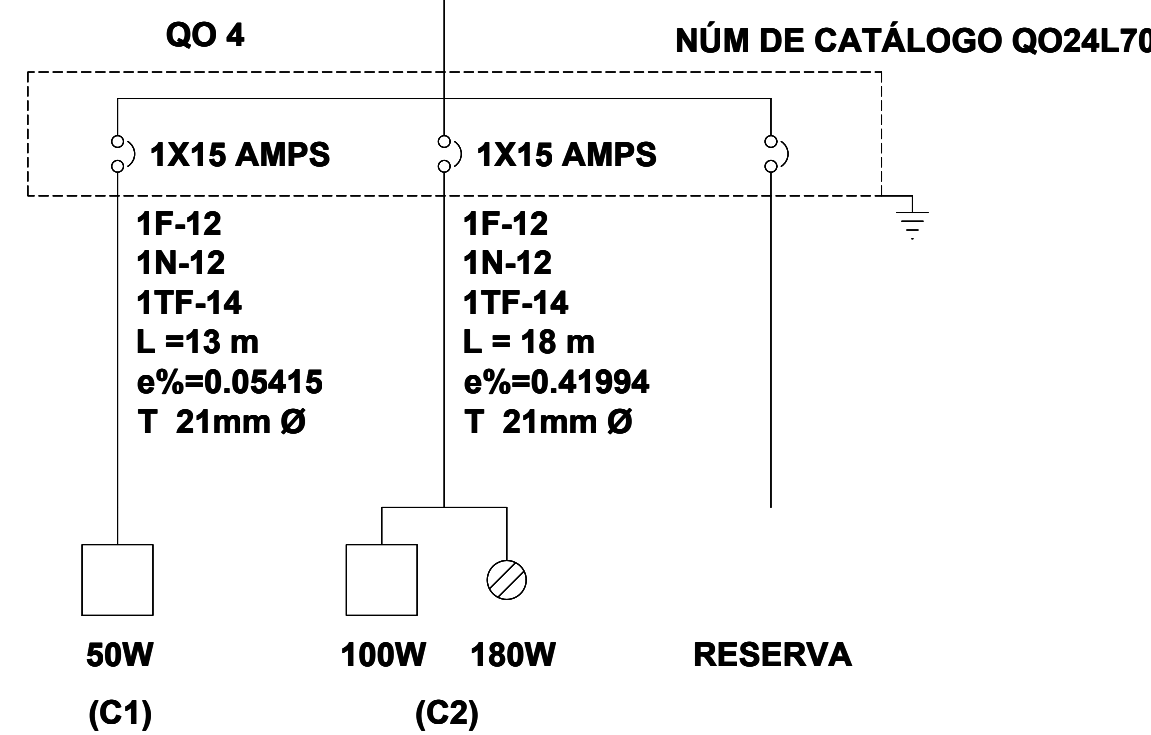 QO 4
NÚM DE CATÁLOGO QO24L70
1X15 AMPS
1X15 AMPS
1F-12
1N-12
1TF-14
L =13 m
e%=0.05415
T 21mm Ø
1F-12
1N-12
1TF-14
L = 18 m
e%=0.41994
T 21mm Ø
50W
100W
180W
RESERVA
(C1)
(C2)